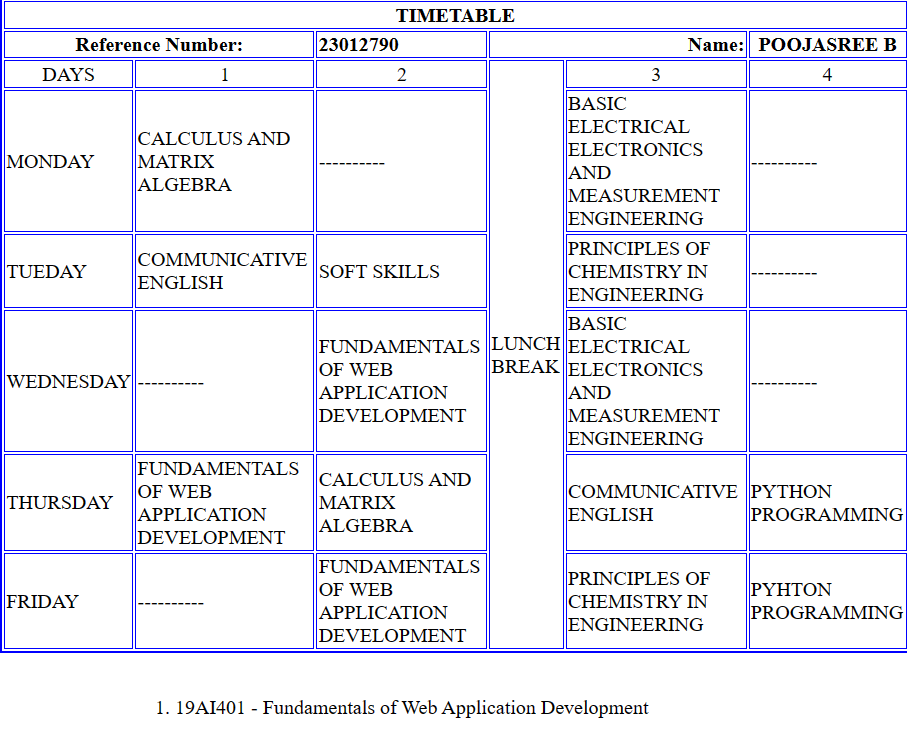 TIMETABLE
Reference Number: 23012790 Name: POOJASREE B
DAYS 1 2 3 4
MONDAY
CALCULUS AND
MATRIX
ALGEBRA
----------
BASIC
ELECTRICAL
ELECTRONICS
AND
MEASUREMENT
ENGINEERING
----------
TUEDAY
COMMUNICATIVE
ENGLISH
SOFT SKILLS
PRINCIPLES OF
CHEMISTRY IN
ENGINEERING
----------
WEDNESDAY
----------
FUNDAMENTALS
OF WEB
APPLICATION
DEVELOPMENT
LUNCH
BREAK
BASIC
ELECTRICAL
ELECTRONICS
AND
MEASUREMENT
ENGINEERING
----------
THURSDAY
FUNDAMENTALS
OF WEB
APPLICATION
DEVELOPMENT
CALCULUS AND
MATRIX
ALGEBRA
COMMUNICATIVE
ENGLISH
PYTHON
PROGRAMMING
FRIDAY
----------
FUNDAMENTALS
OF WEB
APPLICATION
DEVELOPMENT
PRINCIPLES OF
CHEMISTRY IN
ENGINEERING
PYHTON
PROGRAMMING
1. 19AI401 - Fundamentals of Web Application Development